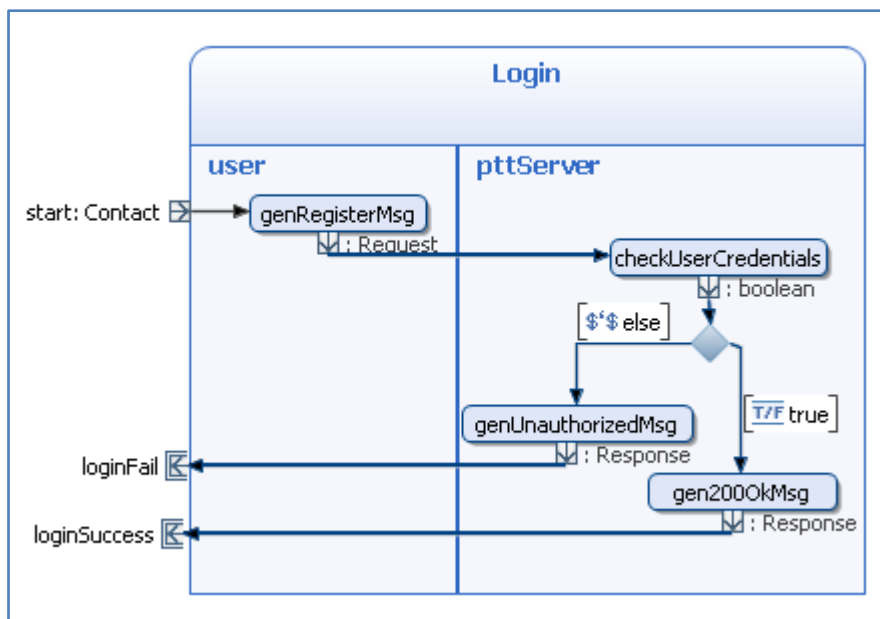 Login
user
pttServer
start: Contact
genRegisterMsg
: Request
checkUserCredentials
: boolean
$‘$ else
T/F true
genUnauthorizedMsg
: Response
loginFail
gen200OkMsg
: Response
loginSuccess